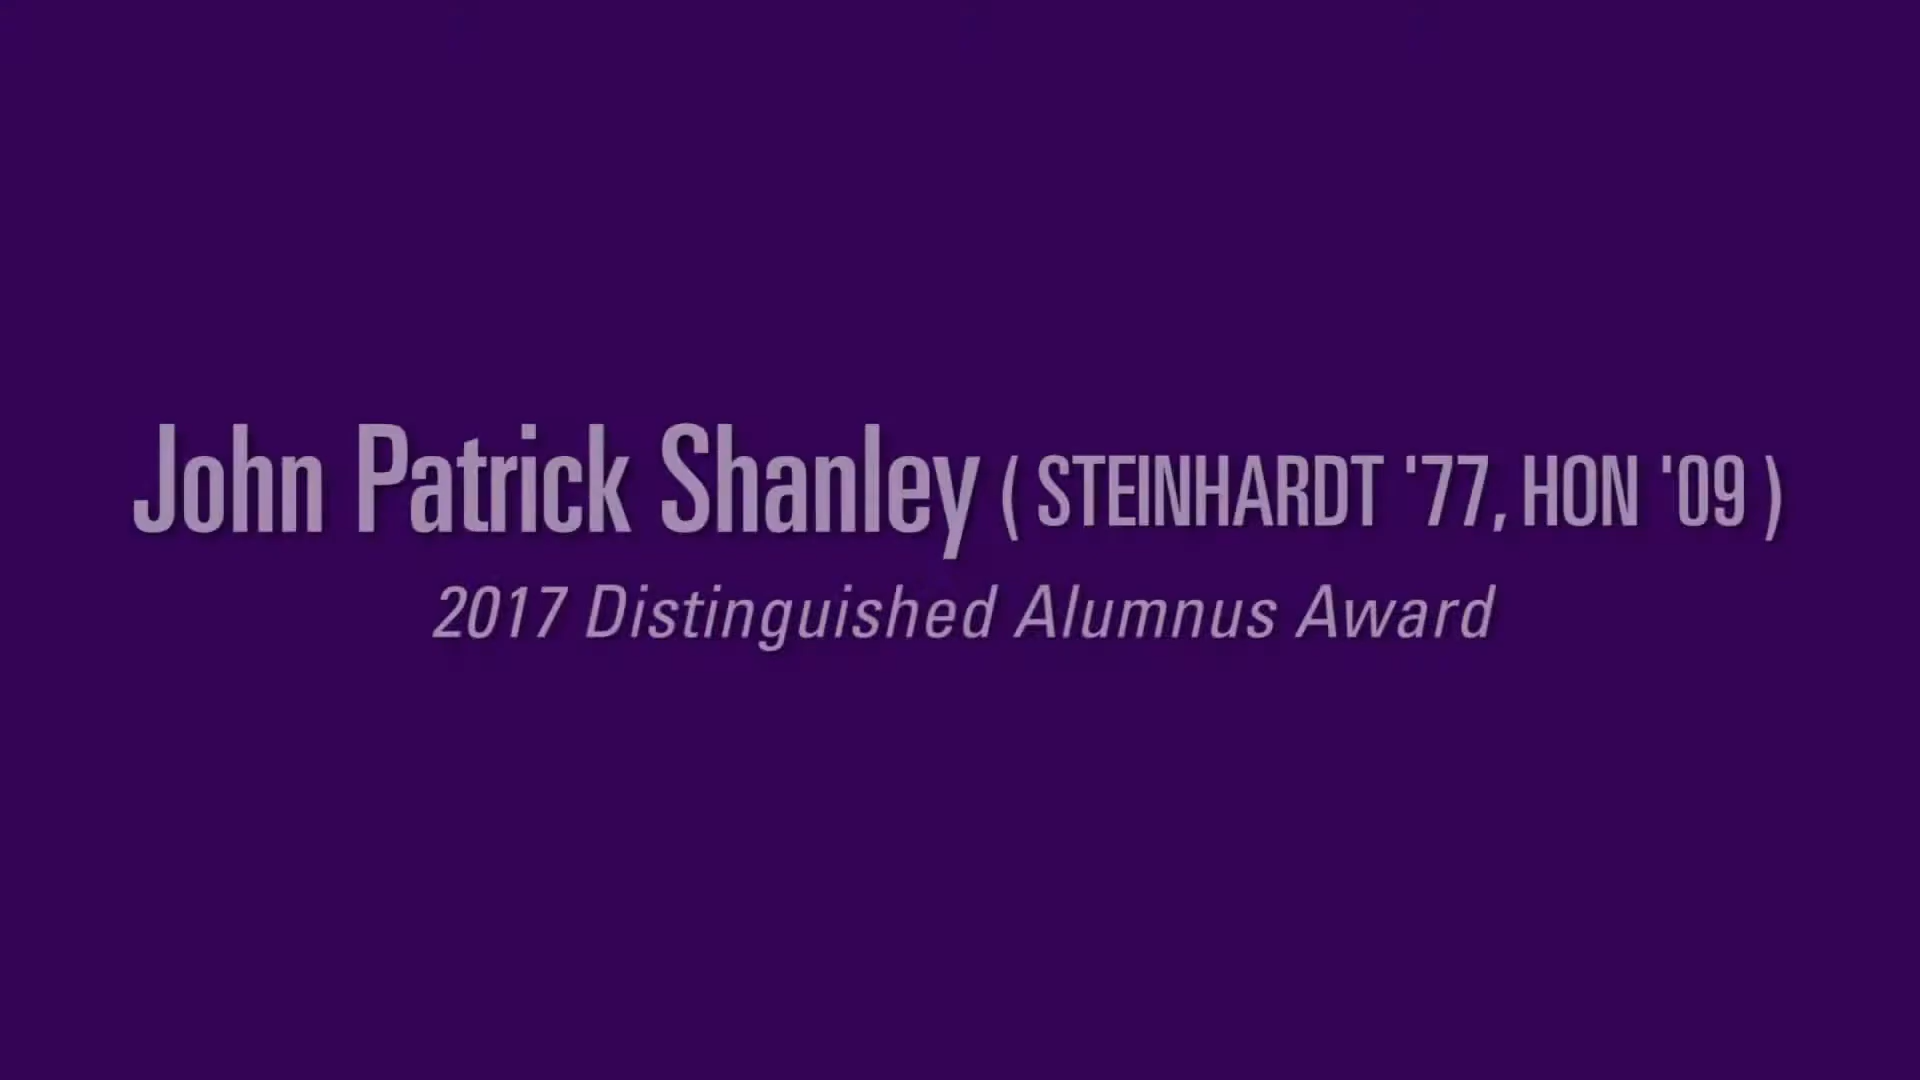 John Patrick Shanley ( STEINHARDT '77, HON '09 )
2017 Distinguished Alumnus Award